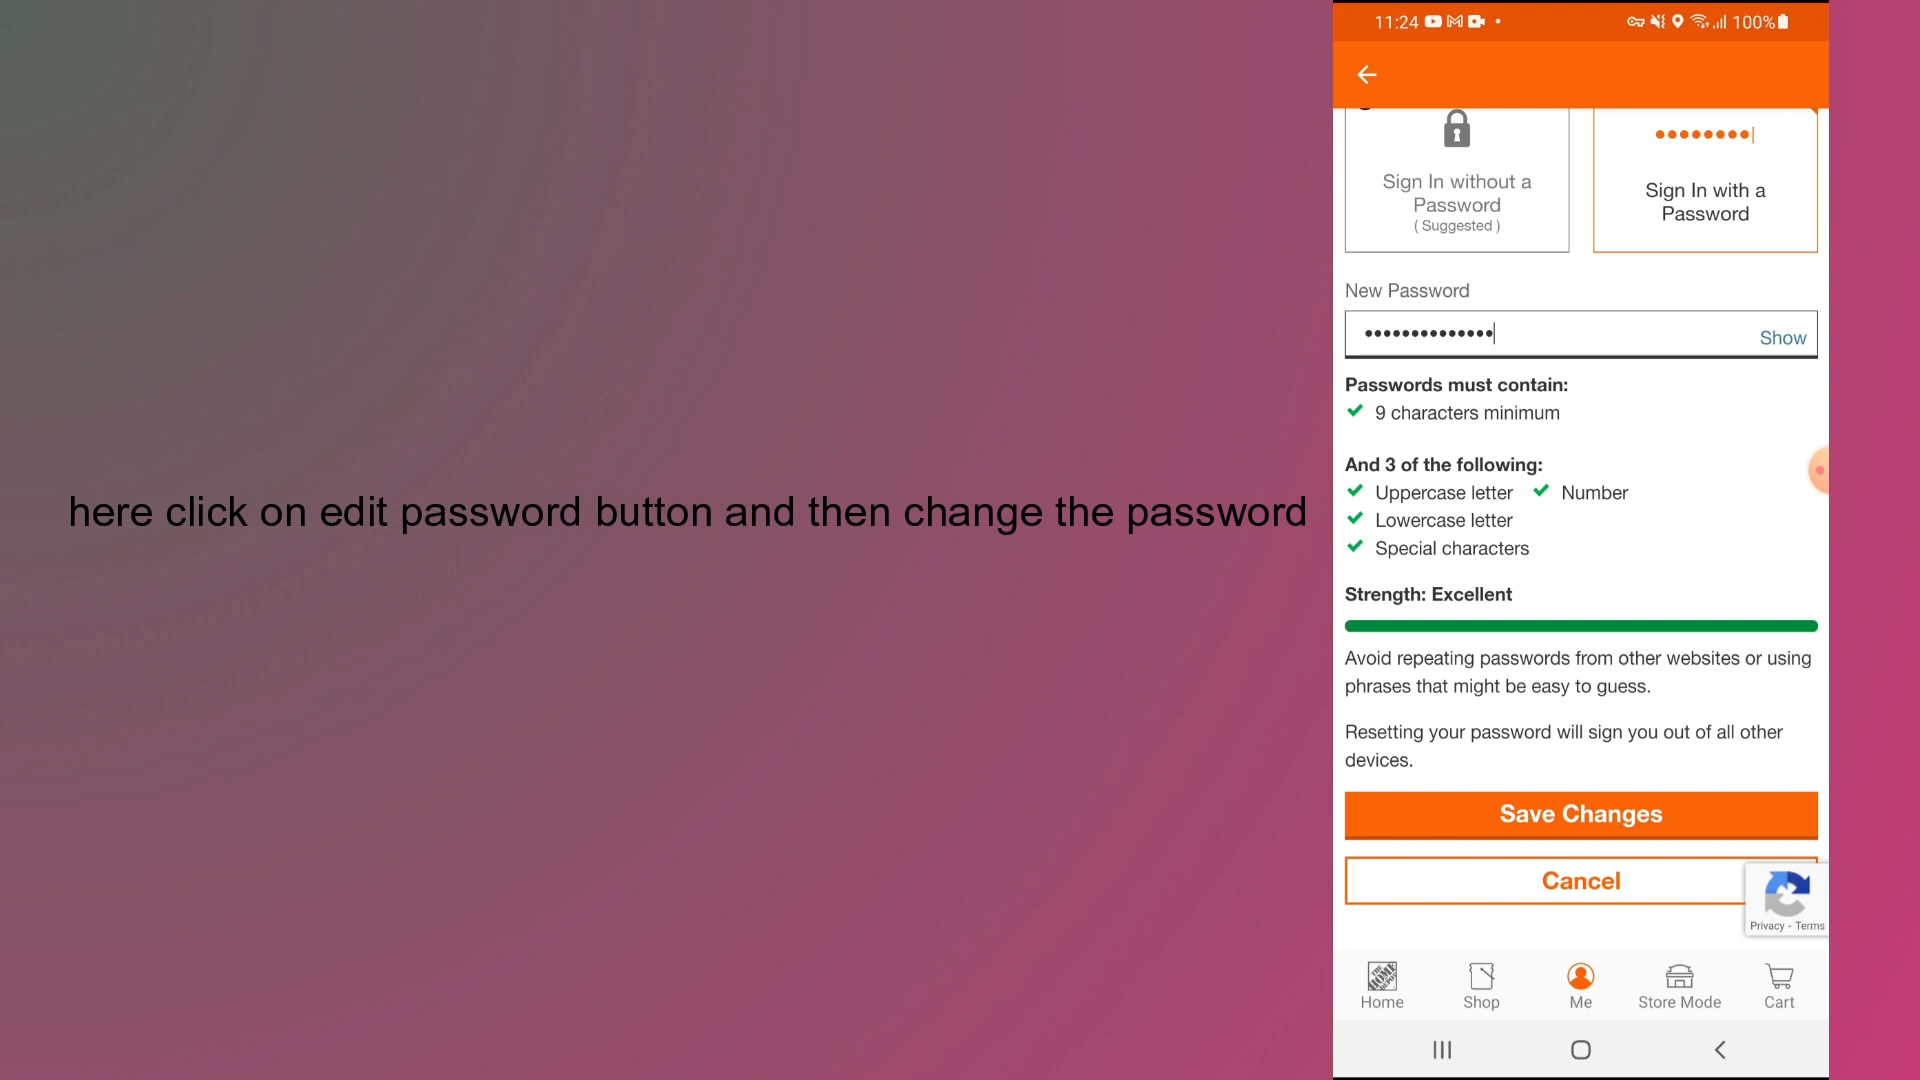 here click on edit password button and then change the password
11:24
100%
Sign In without a
Password
( Suggested )
Sign In with a
Password
New Password
Show
Passwords must contain:
9 characters minimum
And 3 of the following:
Uppercase letter Number
Lowercase letter
Special characters
Strength: Excellent
Avoid repeating passwords from other websites or using
phrases that might be easy to guess.
Resetting your password will sign you out of all other
devices.
Save Changes
Cancel
Privacy - Terms
THE HOME DEPOT
Home Shop Me Store Mode Cart